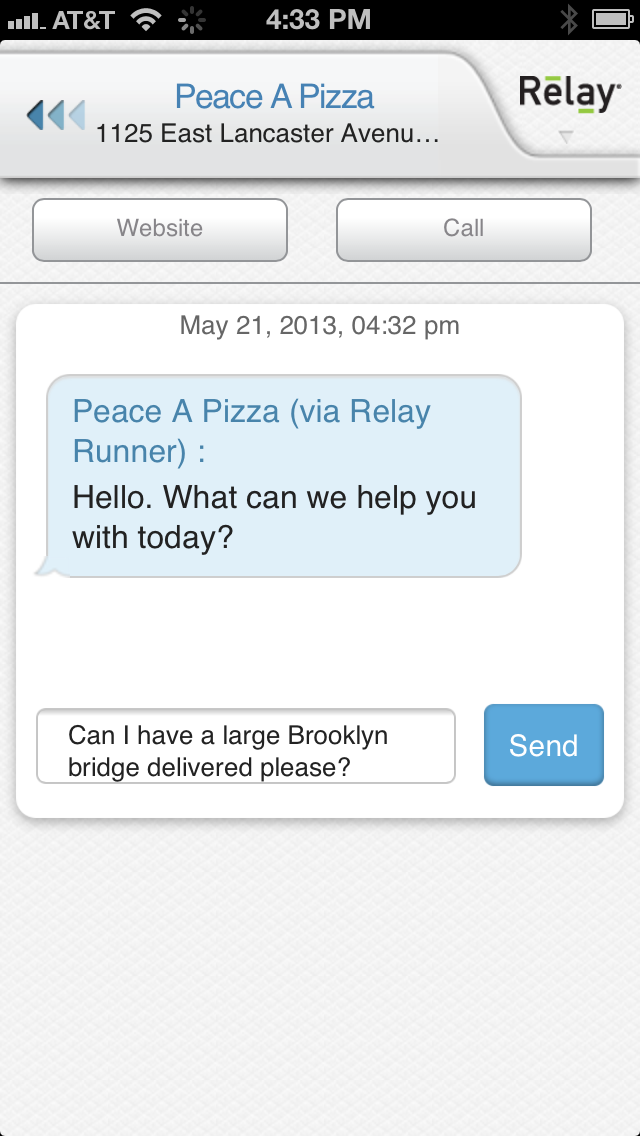 AT&T 4:33 PM
Peace A Pizza
1125 East Lancaster Avenu...
Rēlay
Website
Call
May 21, 2013, 04:32 pm
Peace A Pizza (via Relay
Runner) :
Hello. What can we help you
with today?
Can I have a large Brooklyn
bridge delivered please?
Send